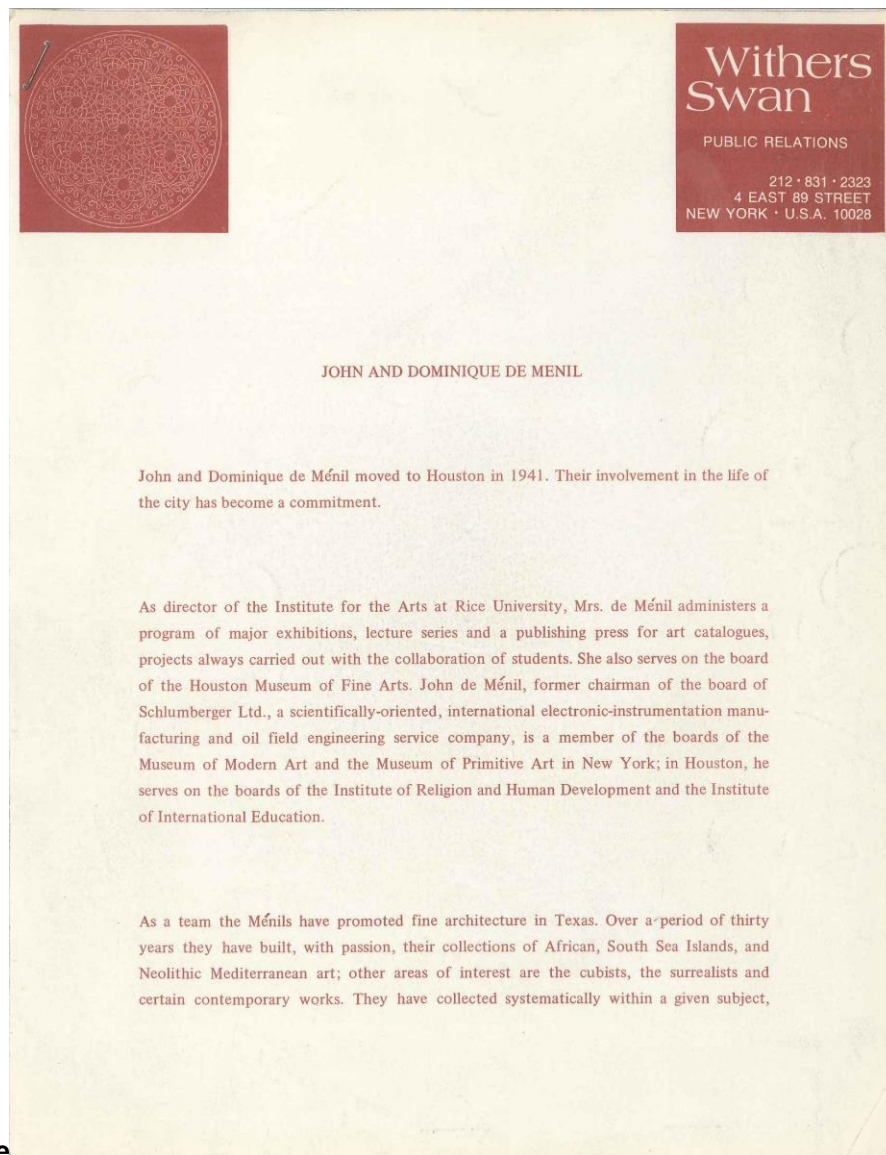 Withers
Swan
PUBLIC RELATIONS
212 • 831 • 2323
4 EAST 89 STREET
NEW YORK • U.S.A. 10028
JOHN AND DOMINIQUE DE MENIL
John and Dominique de Ménil moved to Houston in 1941. Their involvement in the life of
the city has become a commitment.
As director of the Institute for the Arts at Rice University, Mrs. de Ménil administers a
program of major exhibitions, lecture series and a publishing press for art catalogues,
projects always carried out with the collaboration of students. She also serves on the board
of the Houston Museum of Fine Arts. John de Ménil, former chairman of the board of
Schlumberger Ltd., a scientifically-oriented, international electronic-instrumentation manu-
facturing and oil field engineering service company, is a member of the boards of the
Museum of Modern Art and the Museum of Primitive Art in New York; in Houston, he
serves on the boards of the Institute of Religion and Human Development and the Institute
of International Education.
As a team the Ménils have promoted fine architecture in Texas. Over a period of thirty
years they have built, with passion, their collections of African, South Sea Islands, and
Neolithic Mediterranean art; other areas of interest are the cubists, the surrealists and
certain contemporary works. They have collected systematically within a given subject,
e